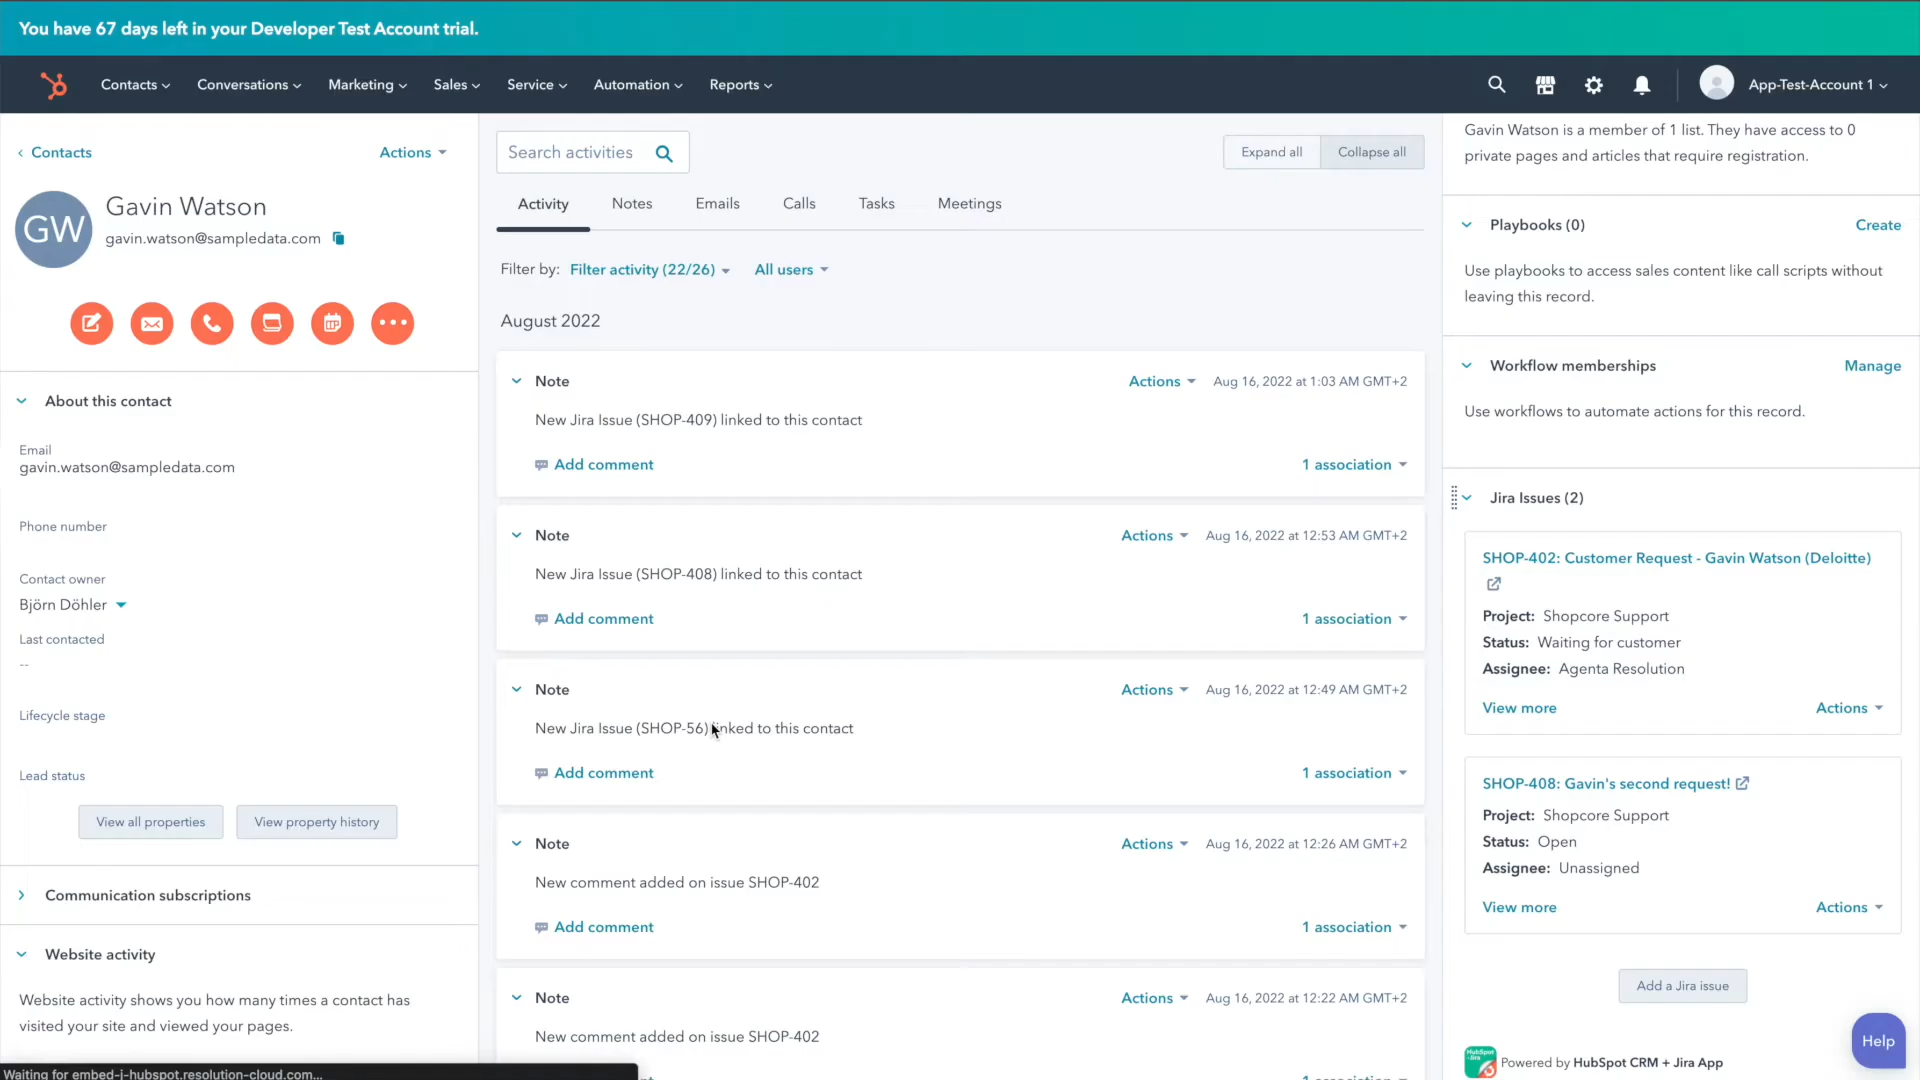 You have 67 days left in your Developer Test Account trial.
Contacts
Conversations
Marketing
Sales
Service
Automation
Reports
App-Test-Account 1
Contacts
Actions
GW
Gavin Watson
gavin.watson@sampledata.com
About this contact
Email
gavin.watson@sampledata.com
Phone number
Contact owner
Björn Döhler
Last contacted
--
Lifecycle stage
Lead status
View all properties
View property history
Communication subscriptions
Website activity
Website activity shows you how many times a contact has
visited your site and viewed your pages.
Waiting for embed-j-hubspot.resolution-cloud.com...
Search activities
Expand all
Collapse all
Activity
Notes
Emails
Calls
Tasks
Meetings
Filter by: Filter activity (22/26) All users
August 2022
Note
Actions
Aug 16, 2022 at 1:03 AM GMT+2
New Jira Issue (SHOP-409) linked to this contact
Add comment
1 association
Note
Actions
Aug 16, 2022 at 12:53 AM GMT+2
New Jira Issue (SHOP-408) linked to this contact
Add comment
1 association
Note
Actions
Aug 16, 2022 at 12:49 AM GMT+2
New Jira Issue (SHOP-56) linked to this contact
Add comment
1 association
Note
Actions
Aug 16, 2022 at 12:26 AM GMT+2
New comment added on issue SHOP-402
Add comment
1 association
Note
Actions
Aug 16, 2022 at 12:22 AM GMT+2
New comment added on issue SHOP-402
Gavin Watson is a member of 1 list. They have access to 0
private pages and articles that require registration.
Playbooks (0)
Create
Use playbooks to access sales content like call scripts without
leaving this record.
Workflow memberships
Manage
Use workflows to automate actions for this record.
Jira Issues (2)
SHOP-402: Customer Request - Gavin Watson (Deloitte)
Project: Shopcore Support
Status: Waiting for customer
Assignee: Agenta Resolution
View more
Actions
SHOP-408: Gavin's second request!
Project: Shopcore Support
Status: Open
Assignee: Unassigned
View more
Actions
Add a Jira issue
Help
Powered by HubSpot CRM + Jira App